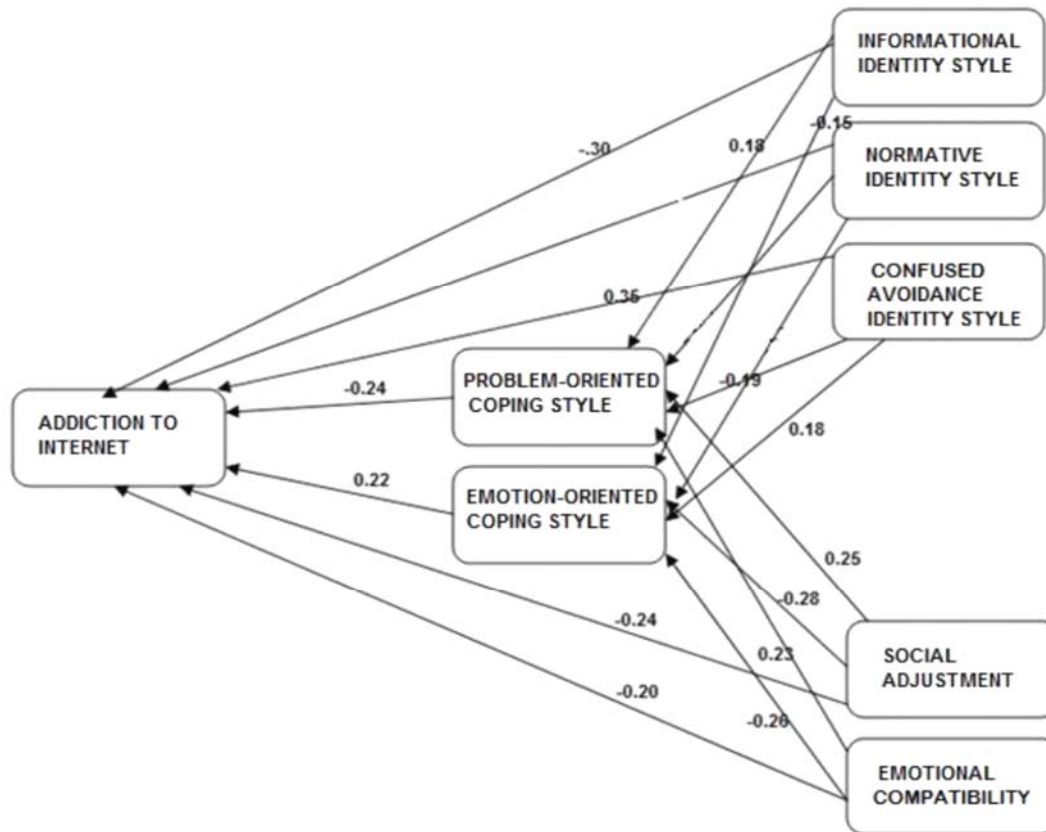 INFORMATIONAL
IDENTITY STYLE
-0.15
-.30
0.18
NORMATIVE
IDENTITY STYLE
CONFUSED
AVOIDANCE
IDENTITY STYLE
0.35
PROBLEM-ORIENTED
COPING STYLE
-0.24
-0.19
ADDICTION TO
INTERNET
0.18
0.22
EMOTION-ORIENTED
COPING STYLE
0.25
-0.28
-0.24
0.23
SOCIAL
ADJUSTMENT
-0.20
-0.26
EMOTIONAL
COMPATIBILITY